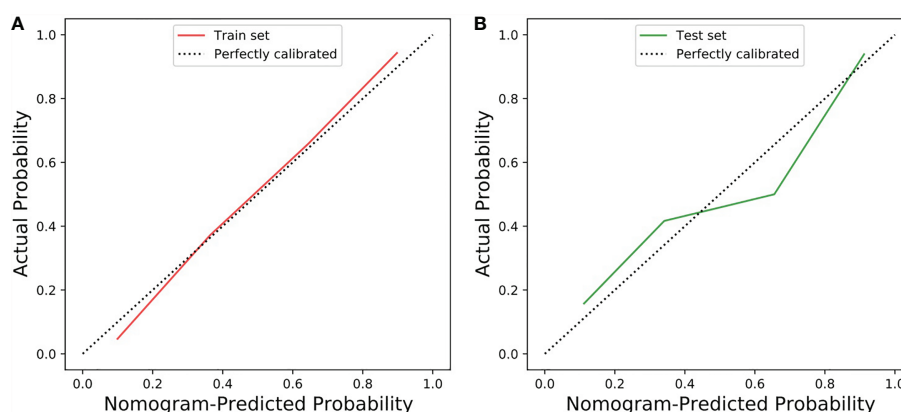 A
1.0
0.8
0.6
0.4
0.2
0.0
Actual Probability
Train set
Perfectly calibrated
0.0 0.2 0.4 0.6 0.8 1.0
Nomogram-Predicted Probability
B
1.0
0.8
0.6
0.4
0.2
0.0
Actual Probability
Test set
Perfectly calibrated
0.0 0.2 0.4 0.6 0.8 1.0
Nomogram-Predicted Probability